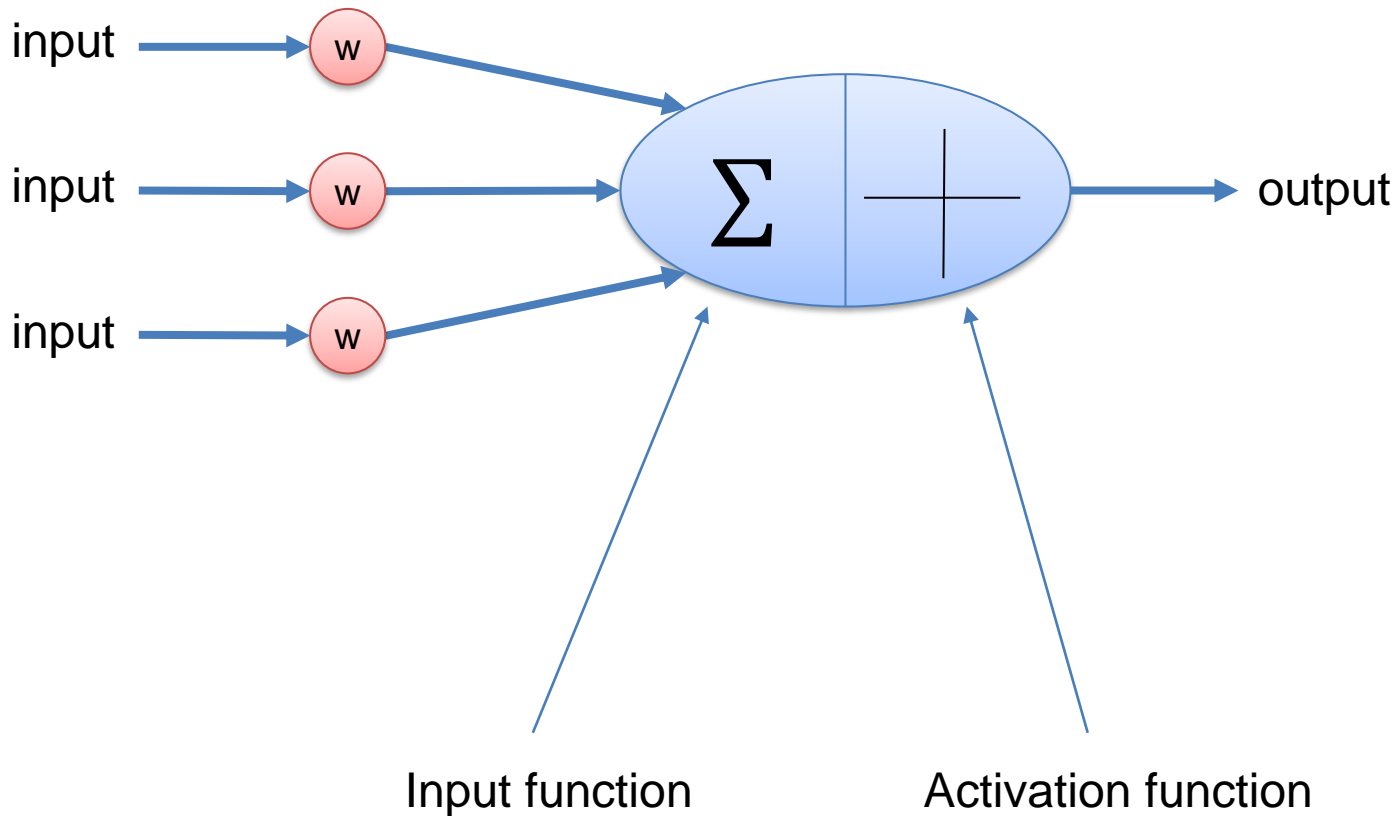 input
w
input
w
∑
output
input
w
Input function
Activation function